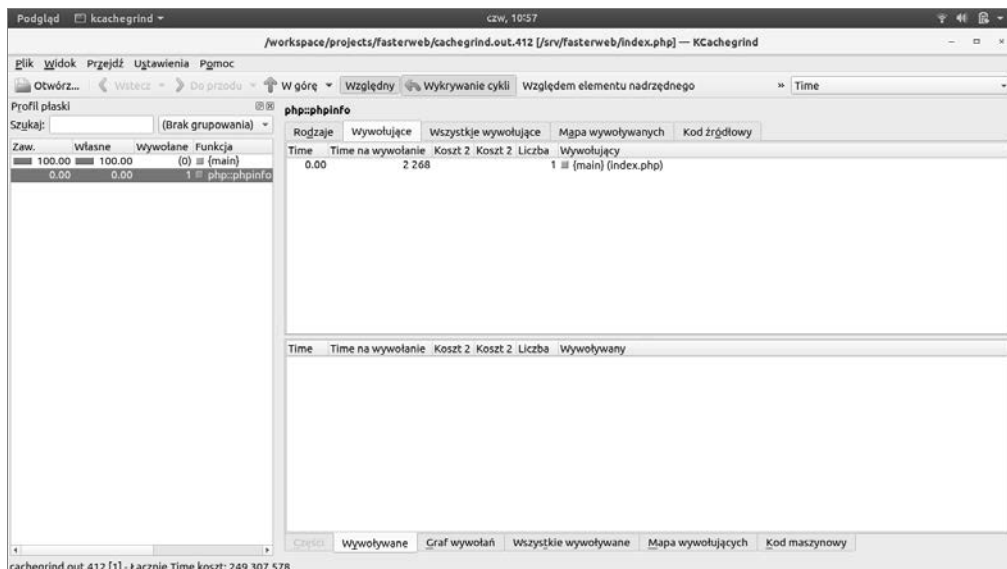 Podgląd kcachegrind czw, 10:57
/workspace/projects/fasterweb/cachegrind.out.412 [/srv/fasterweb/index.php] — KCachegrind
Plik Widok Przejdź Ustawienia Pomoc
Otwórz... Wstecz Do przodu W górę Względny Wykrywanie cykli Względem elementu nadrzędnego » Time
Profil płaski
Szukaj: (Brak grupowania)
Zaw. Własne Wywołane Funkcja
100.00 100.00 (0) {main}
0.00 0.00 1 php::phpinfo
php::phpinfo
Rodzaje Wywołujące Wszystkie wywołujące Mapa wywoływanych Kod źródłowy
Time Time na wywołanie Koszt 2 Koszt 2 Liczba Wywołujący
0.00 2 268 1 {main} (index.php)
Time Time na wywołanie Koszt 2 Koszt 2 Liczba Wywoływany
Części Wywoływane Graf wywołań Wszystkie wywoływane Mapa wywołujących Kod maszynowy
cachegrind.out.412 [1] - Łącznie Time koszt: 249 307 578